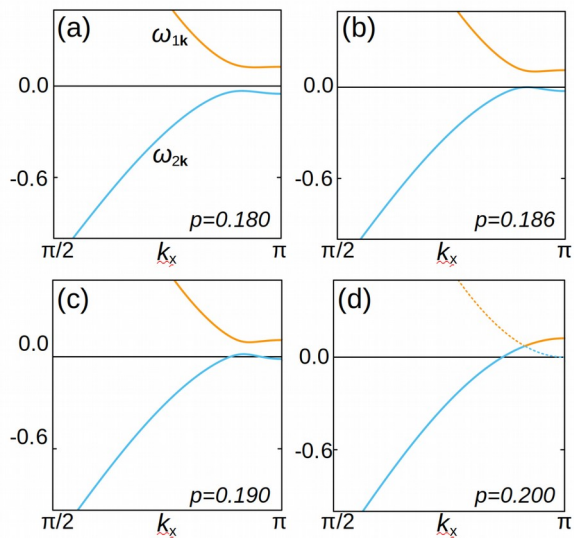 (a)
ω1k
0.0
ω2k
-0.6
p=0.180
π/2
kx
π
(b)
0.0
-0.6
p=0.186
π/2
kx
π
(c)
0.0
-0.6
p=0.190
π/2
kx
π
(d)
0.0
-0.6
p=0.200
π/2
kx
π